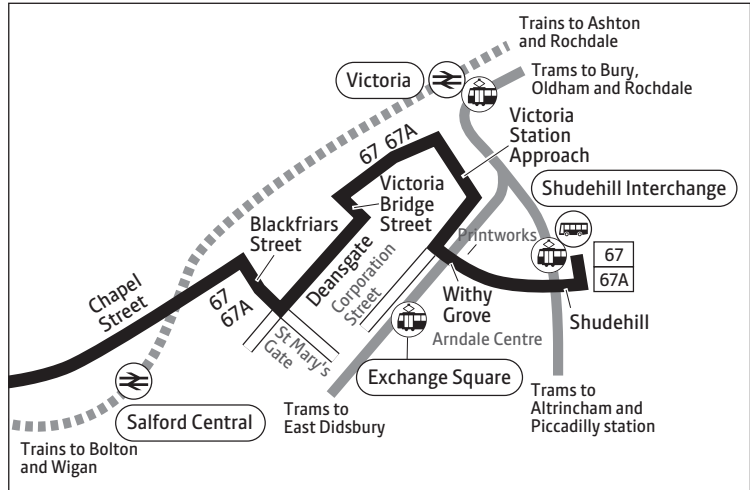 Trains to Ashton
and Rochdale
Victoria
Trams to Bury,
Oldham and Rochdale
Victoria
Station
Approach
67 67A
Shudehill Interchange
Victoria
Bridge
Street
Blackfriars
Street
Printworks
67
67A
Deansgate
Corporation
Street
Chapel
Street
67
67A
Withy
Grove
Shudehill
St Mary's
Gate
Arndale Centre
Exchange Square
Salford Central
Trams to
East Didsbury
Trams to
Altrincham and
Piccadilly station
Trains to Bolton
and Wigan